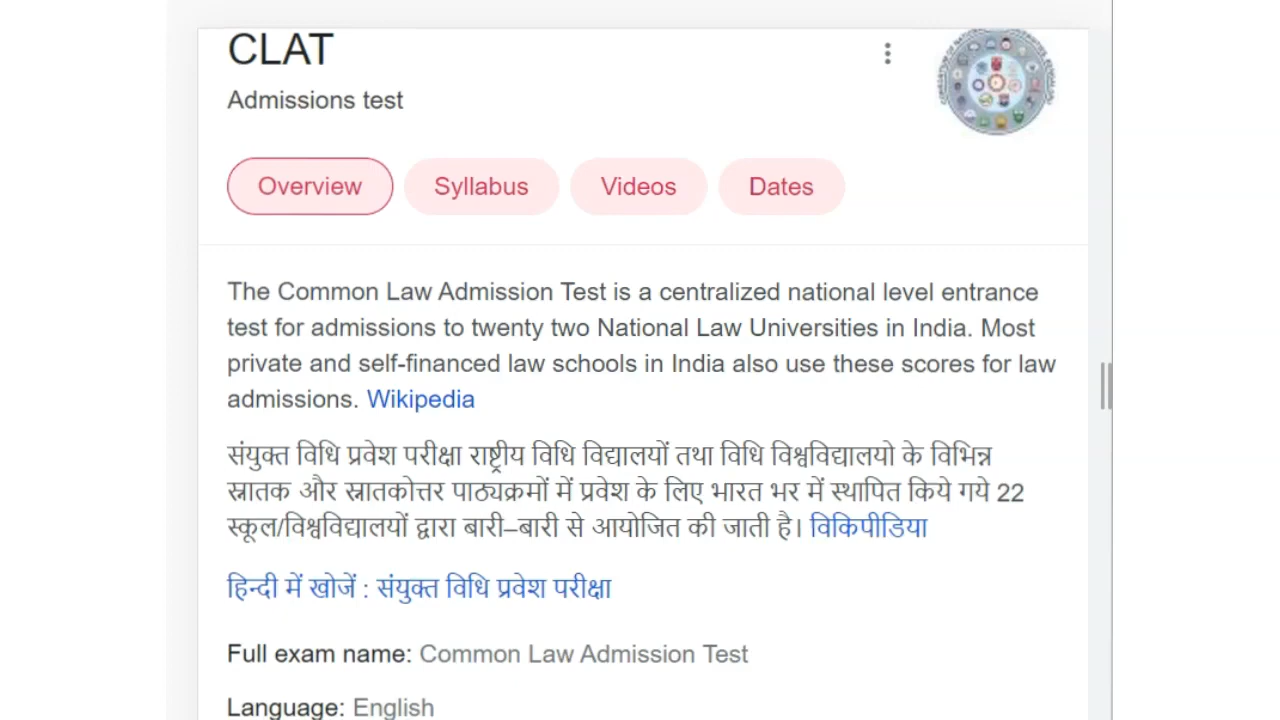 CLAT
Admissions test
Overview Syllabus Videos Dates
The Common Law Admission Test is a centralized national level entrance
test for admissions to twenty two National Law Universities in India. Most
private and self-financed law schools in India also use these scores for law
admissions. Wikipedia
संयुक्त विधि प्रवेश परीक्षा राष्ट्रीय विधि विद्यालयों तथा विधि विश्वविद्यालयो के विभिन्न
स्नातक और स्नातकोत्तर पाठ्यक्रमों में प्रवेश के लिए भारत भर में स्थापित किये गये 22
स्कूल/विश्वविद्यालयों द्वारा बारी–बारी से आयोजित की जाती है। विकिपीडिया
हिन्दी में खोजें : संयुक्त विधि प्रवेश परीक्षा
Full exam name: Common Law Admission Test
Language: English